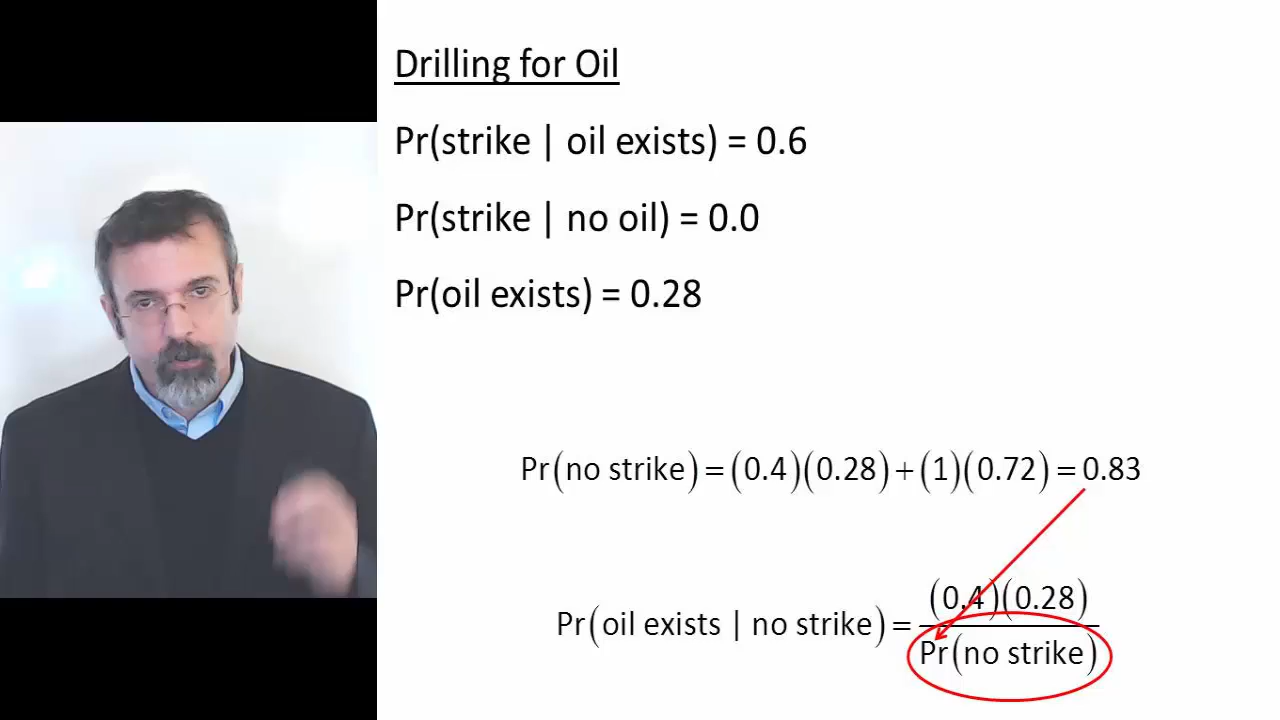 Drilling for Oil
Pr(strike | oil exists) = 0.6
Pr(strike | no oil) = 0.0
Pr(oil exists) = 0.28
Pr(no strike) = (0.4)(0.28) + (1)(0.72) = 0.83
Pr(oil exists | no strike) = (0.4)(0.28)
Pr(no strike)